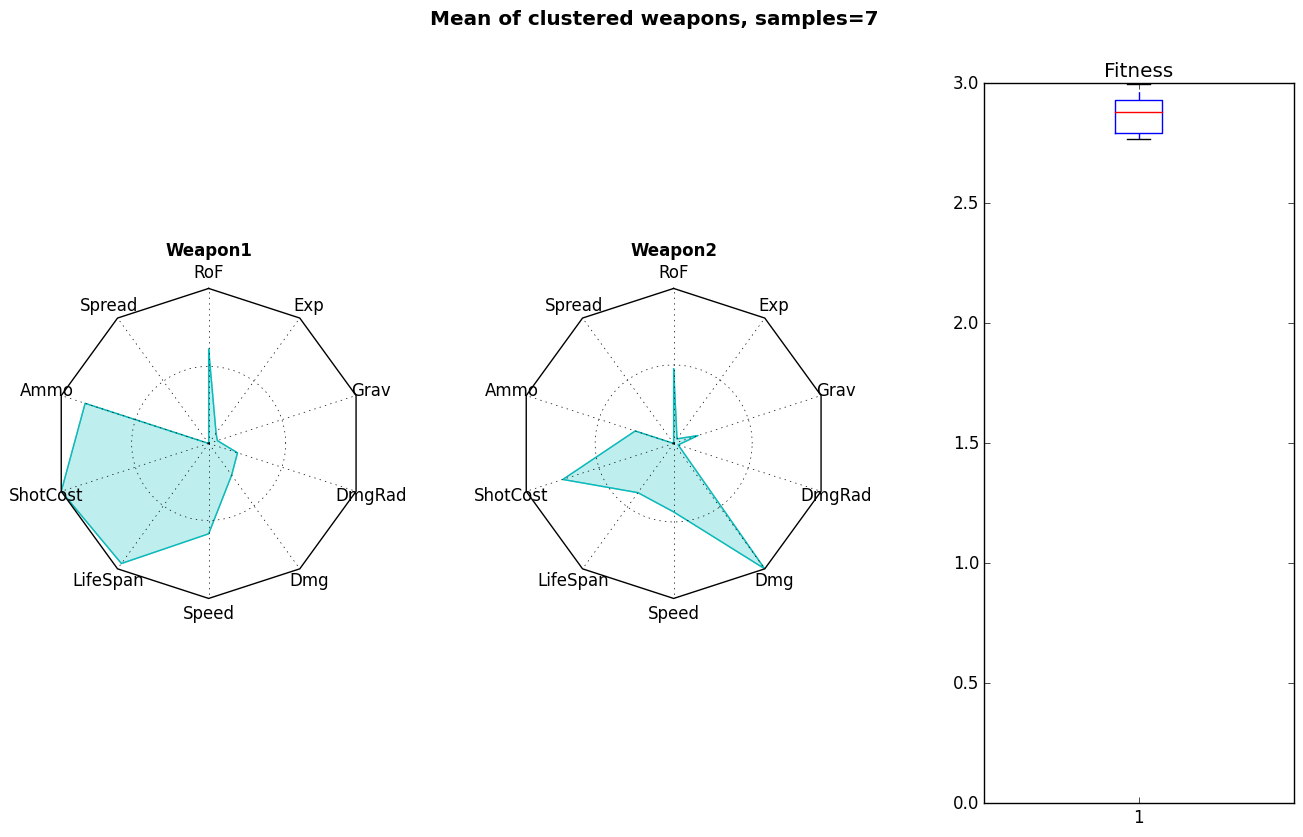 Mean of clustered weapons, samples=7
Weapon1
RoF
Exp
Grav
DmgRad
Dmg
Speed
LifeSpan
ShotCost
Ammo
Spread
Weapon2
RoF
Exp
Grav
DmgRad
Dmg
Speed
LifeSpan
ShotCost
Ammo
Spread
Fitness
3.0
2.5
2.0
1.5
1.0
0.5
0.0
1